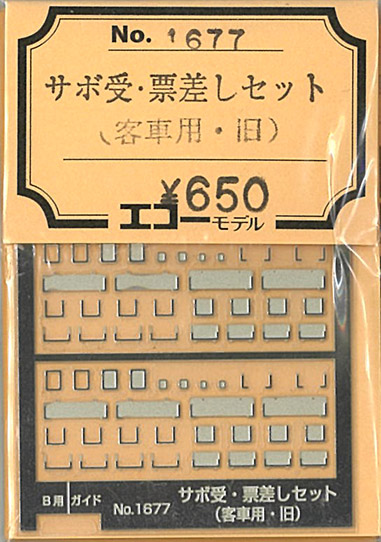 No. 1677
サボ受・票差しセット
(客車用・旧)
¥650
エコーモデル
B用 ガイド No.1677 サボ受・票差しセット
(客車用・旧)